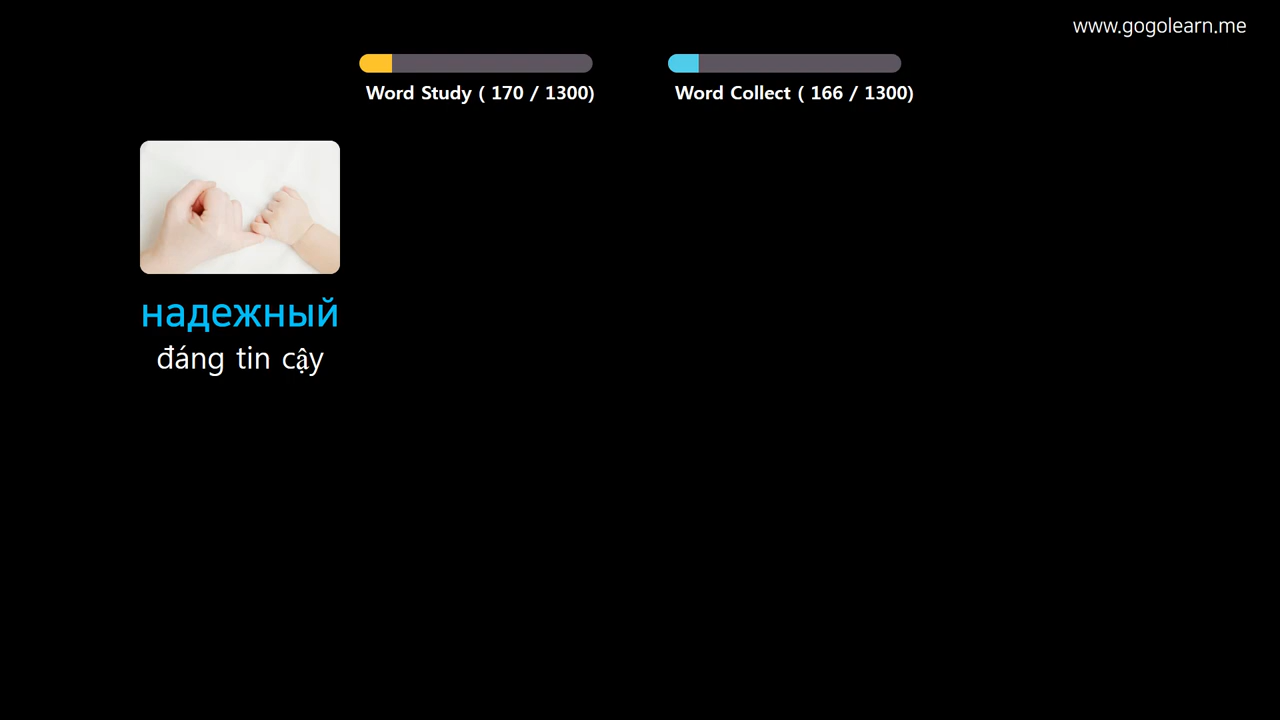 www.gogolearn.me
Word Study ( 170 / 1300)
Word Collect ( 166 / 1300)
надежный
đáng tin cậy